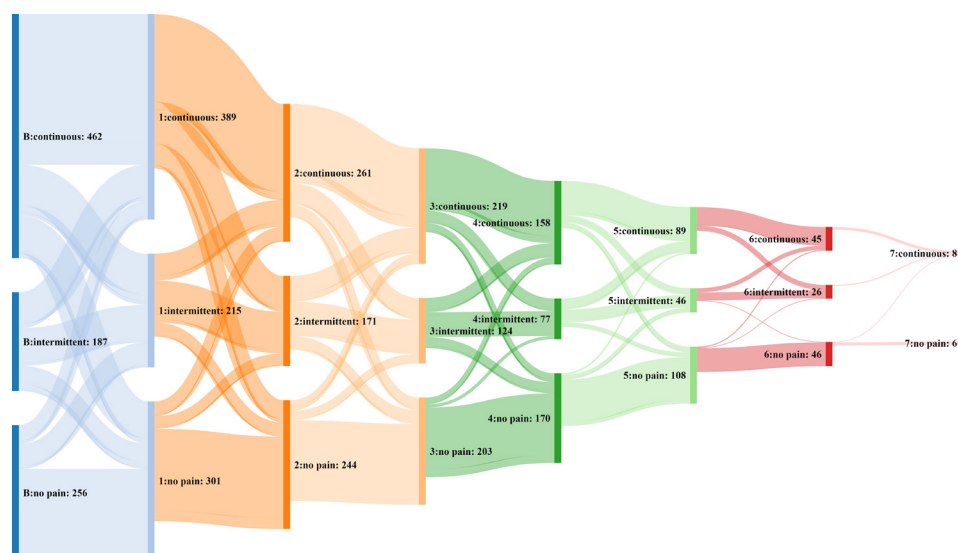 B:continuous: 462
B:intermittent: 187
B:no pain: 256
1:continuous: 389
1:intermittent: 215
1:no pain: 301
2:continuous: 261
2:intermittent: 171
2:no pain: 244
3:continuous: 219
3:intermittent: 124
3:no pain: 203
4:continuous: 158
4:intermittent: 77
4:no pain: 170
5:continuous: 89
5:intermittent: 46
5:no pain: 108
6:continuous: 45
6:intermittent: 26
6:no pain: 46
7:continuous: 8
7:no pain: 6